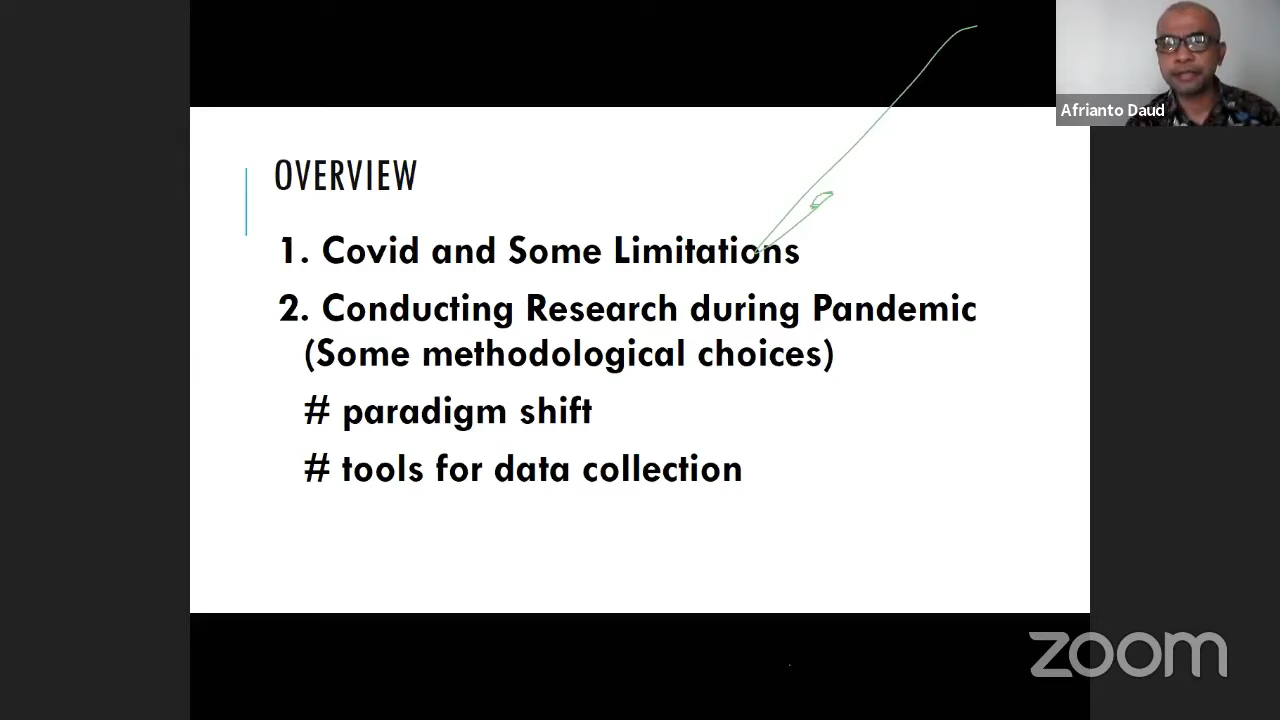 Afrianto Daud
OVERVIEW
1. Covid and Some Limitations
2. Conducting Research during Pandemic
(Some methodological choices)
# paradigm shift
# tools for data collection
zoom